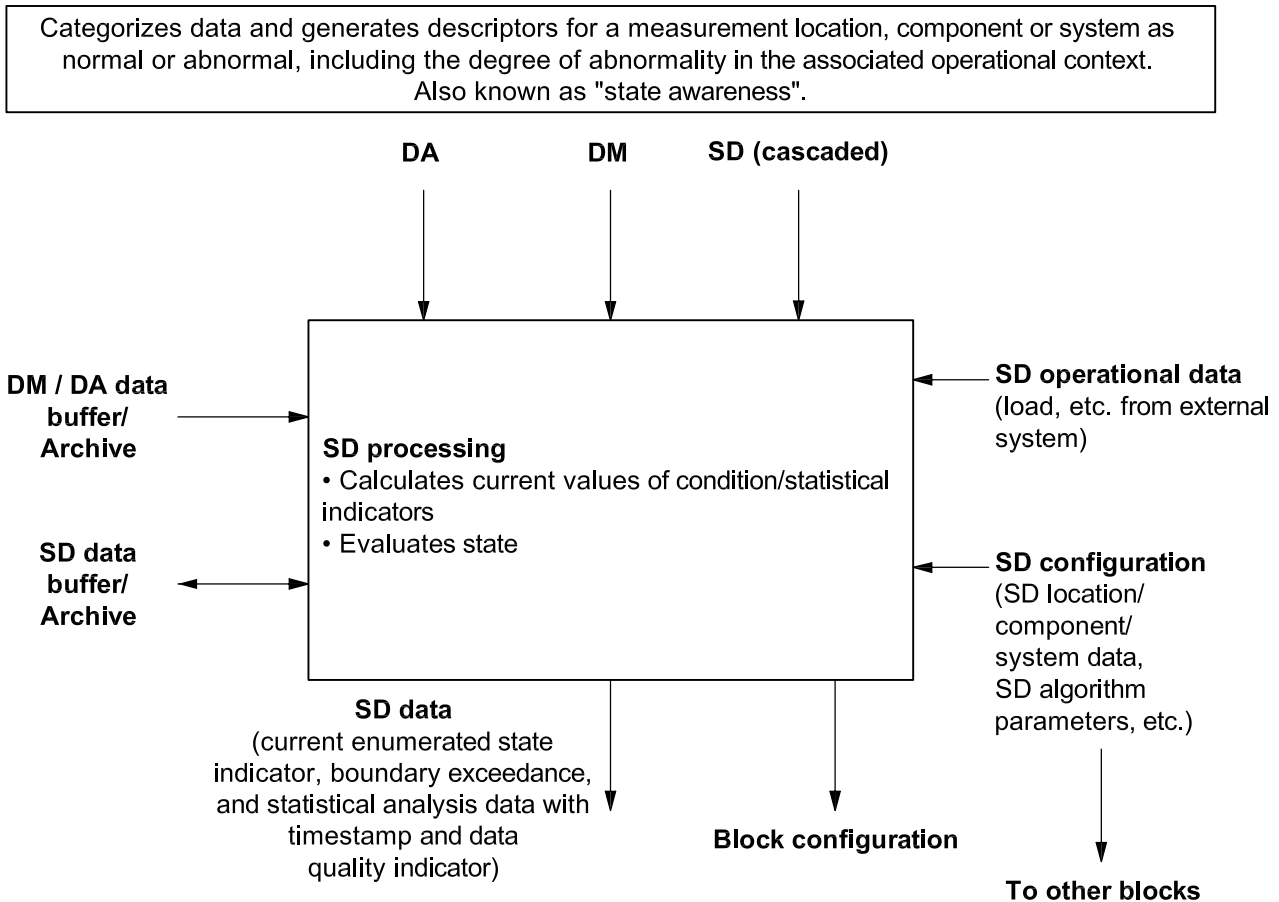 Categorizes data and generates descriptors for a measurement location, component or system as
normal or abnormal, including the degree of abnormality in the associated operational context.
Also known as "state awareness".
DA
DM
SD (cascaded)
DM / DA data
buffer/
Archive
SD data
buffer/
Archive
SD processing
• Calculates current values of condition/statistical
indicators
• Evaluates state
SD operational data
(load, etc. from external
system)
SD configuration
(SD location/
component/
system data,
SD algorithm
parameters, etc.)
SD data
(current enumerated state
indicator, boundary exceedance,
and statistical analysis data with
timestamp and data
quality indicator)
Block configuration
To other blocks